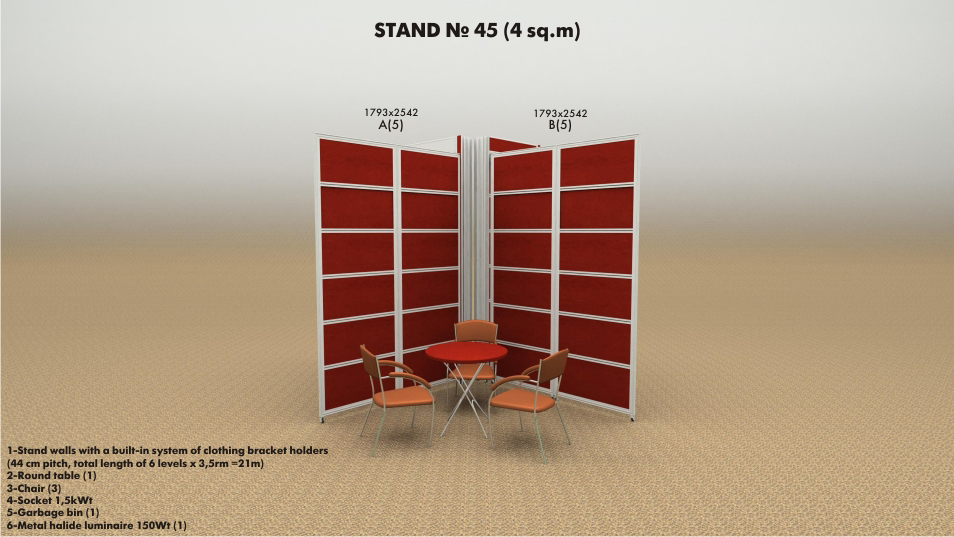 STAND № 45 (4 sq.m)
1793x2542
A(5)
1793x2542
B(5)
1-Stand walls with a built-in system of clothing bracket holders
(44 cm pitch, total length of 6 levels x 3,5rm =21m)
2-Round table (1)
3-Chair (3)
4-Socket 1,5kWt
5-Garbage bin (1)
6-Metal halide luminaire 150Wt (1)